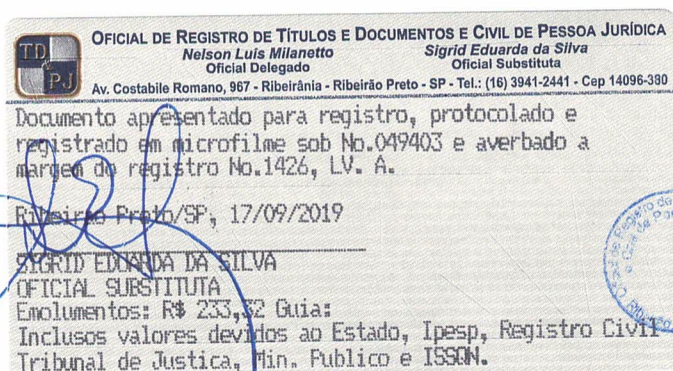 TD PJ
OFICIAL DE REGISTRO DE TÍTULOS E DOCUMENTOS E CIVIL DE PESSOA JURÍDICA
Nelson Luís Milanetto Sigrid Eduarda da Silva
Oficial Delegado Oficial Substituta
Av. Costabile Romano, 967 - Ribeirânia - Ribeirão Preto - SP - Tel.: (16) 3941-2441 - Cep 14096-380
Documento apresentado para registro, protocolado e
registrado em microfilme sob No.049403 e averbado a
margem do registro No.1426, LV. A.
Ribeirao Preto/SP, 17/09/2019
SIGRID EDUARDA DA SILVA
OFICIAL SUBSTITUTA
Emolumentos: R$ 233,52 Guia:
Inclusos valores devidos ao Estado, Ipesp, Registro Civil
Tribunal de Justica, Min. Publico e ISSQN.